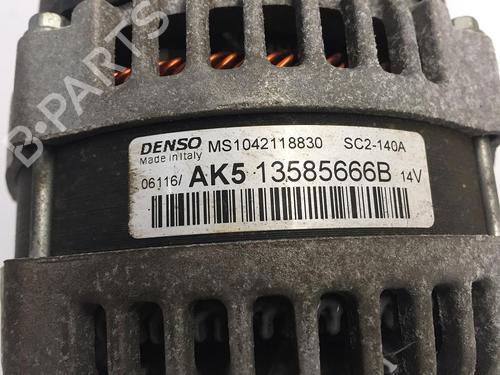 DENSO MS1042118830 SC2-140A
Made in Italy
06116/ AK5 13585666B 14V
B-PARTS